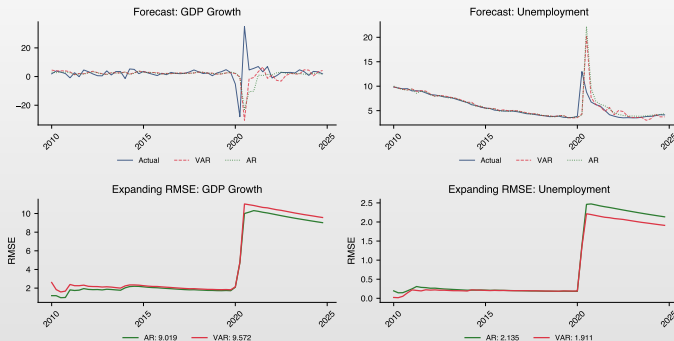 Forecast: GDP Growth
20
0
−20
2010
2015
2020
2025
Actual
VAR
AR
Forecast: Unemployment
20
15
10
5
2010
2015
2020
2025
Actual
VAR
AR
Expanding RMSE: GDP Growth
RMSE
10
8
6
4
2
2010
2015
2020
2025
AR: 9.019
VAR: 9.572
Expanding RMSE: Unemployment
RMSE
2.5
2.0
1.5
1.0
0.5
0.0
2010
2015
2020
2025
AR: 2.135
VAR: 1.911